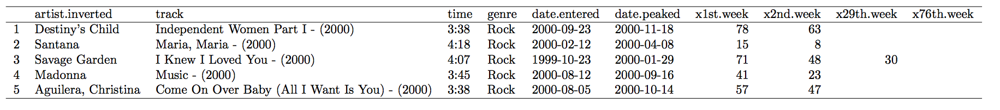 artist.inverted track time genre date.entered date.peaked x1st.week x2nd.week x29th.week x76th.week
1 Destiny's Child Independent Women Part I - (2000) 3:38 Rock 2000-09-23 2000-11-18 78 63
2 Santana Maria, Maria - (2000) 4:18 Rock 2000-02-12 2000-04-08 15 8
3 Savage Garden I Knew I Loved You - (2000) 4:07 Rock 1999-10-23 2000-01-29 71 48 30
4 Madonna Music - (2000) 3:45 Rock 2000-08-12 2000-09-16 41 23
5 Aguilera, Christina Come On Over Baby (All I Want Is You) - (2000) 3:38 Rock 2000-08-05 2000-10-14 57 47